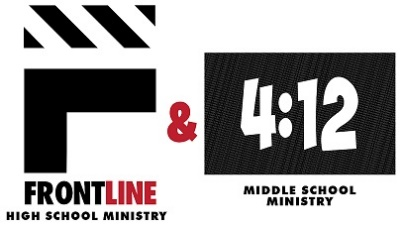 FRONTLINE
HIGH SCHOOL MINISTRY
&
4:12
MIDDLE SCHOOL
MINISTRY